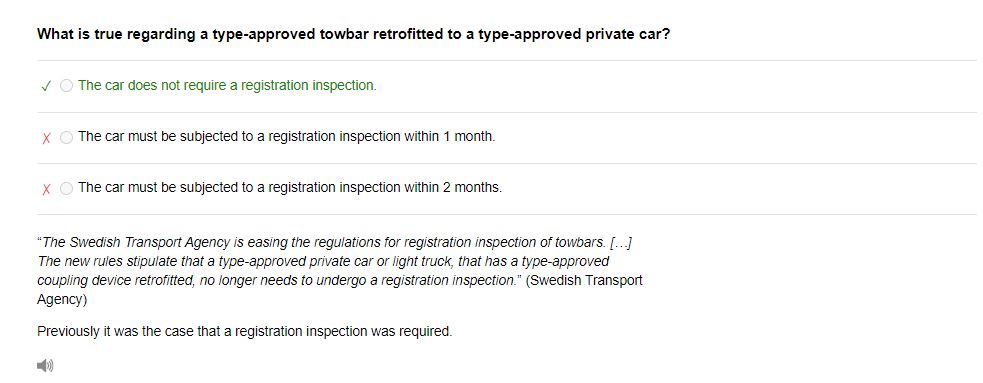 What is true regarding a type-approved towbar retrofitted to a type-approved private car?
✓ The car does not require a registration inspection.
X The car must be subjected to a registration inspection within 1 month.
X The car must be subjected to a registration inspection within 2 months.
“The Swedish Transport Agency is easing the regulations for registration inspection of towbars. […]
The new rules stipulate that a type-approved private car or light truck, that has a type-approved
coupling device retrofitted, no longer needs to undergo a registration inspection.” (Swedish Transport
Agency)
Previously it was the case that a registration inspection was required.